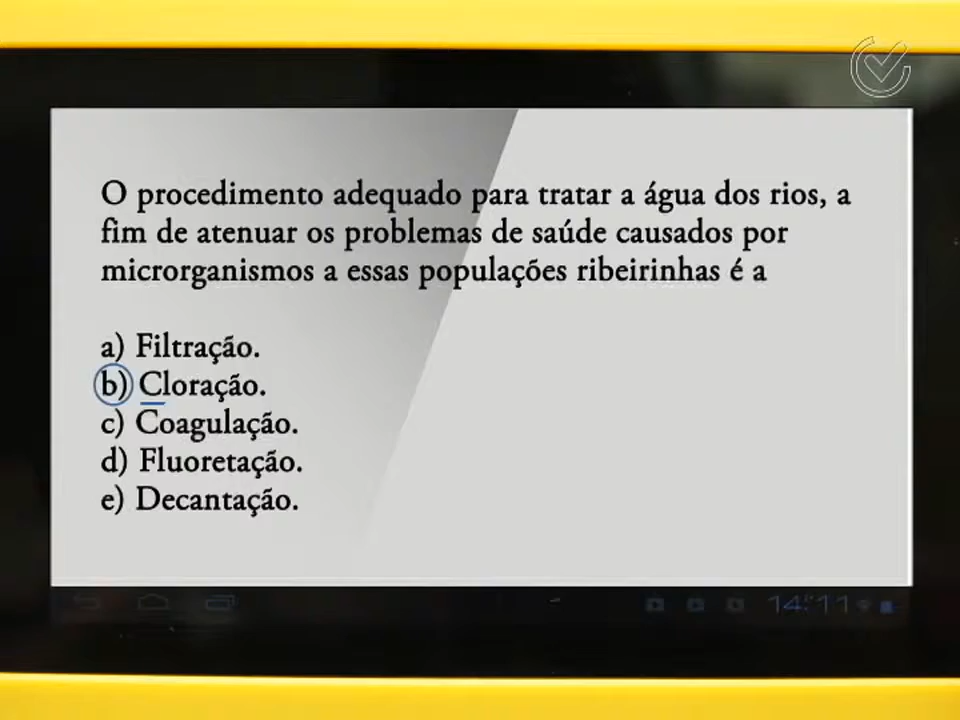 O procedimento adequado para tratar a água dos rios, a
fim de atenuar os problemas de saúde causados por
microrganismos a essas populações ribeirinhas é a
a) Filtração.
b) Cloração.
c) Coagulação.
d) Fluoretação.
e) Decantação.
14:11